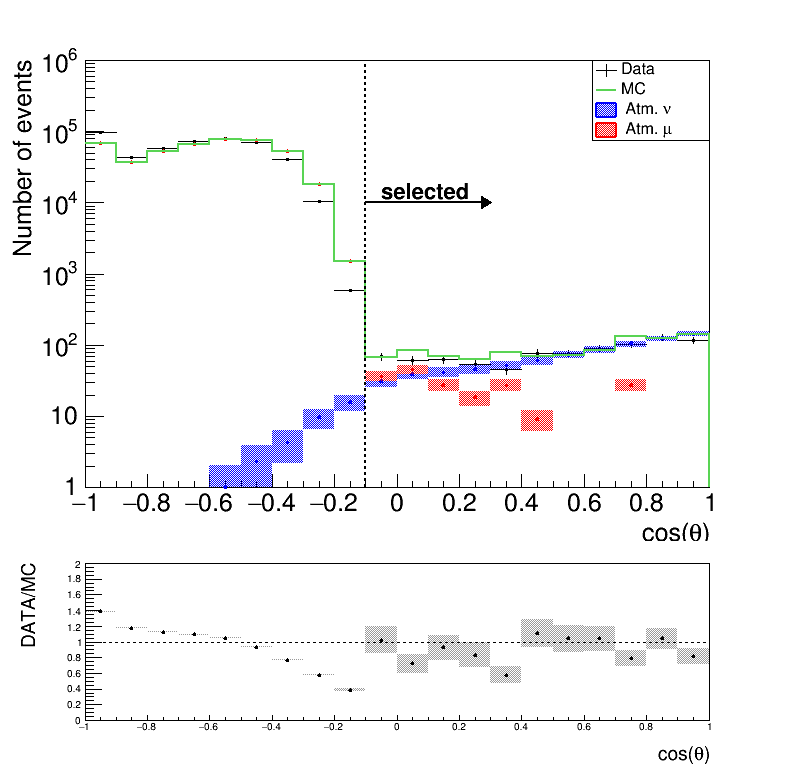 Number of events
10^6
10^5
10^4
10^3
10^2
10
1
Data
MC
Atm. ν
Atm. μ
selected
−1 −0.8 −0.6 −0.4 −0.2 0 0.2 0.4 0.6 0.8 1
cos(θ)
DATA/MC
2
1.8
1.6
1.4
1.2
1
0.8
0.6
0.4
0.2
0
−1 −0.8 −0.6 −0.4 −0.2 0 0.2 0.4 0.6 0.8 1
cos(θ)